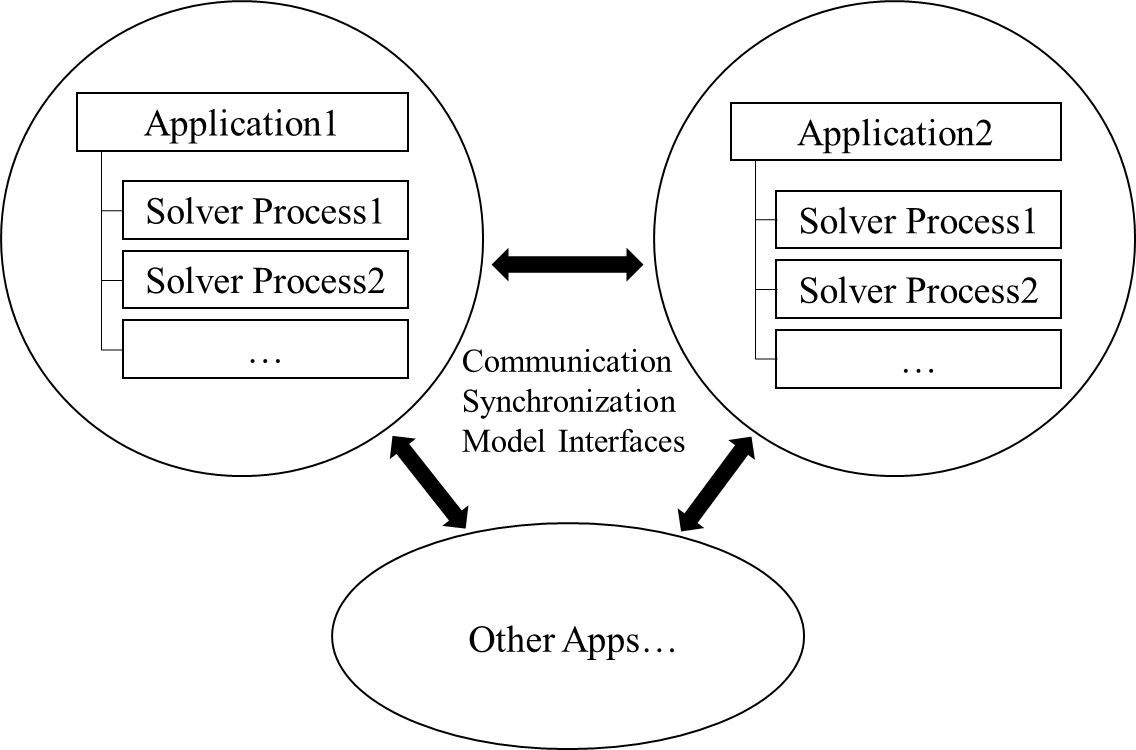 Application1
Solver Process1
Solver Process2
…
Application2
Solver Process1
Solver Process2
…
Communication
Synchronization
Model Interfaces
Other Apps…